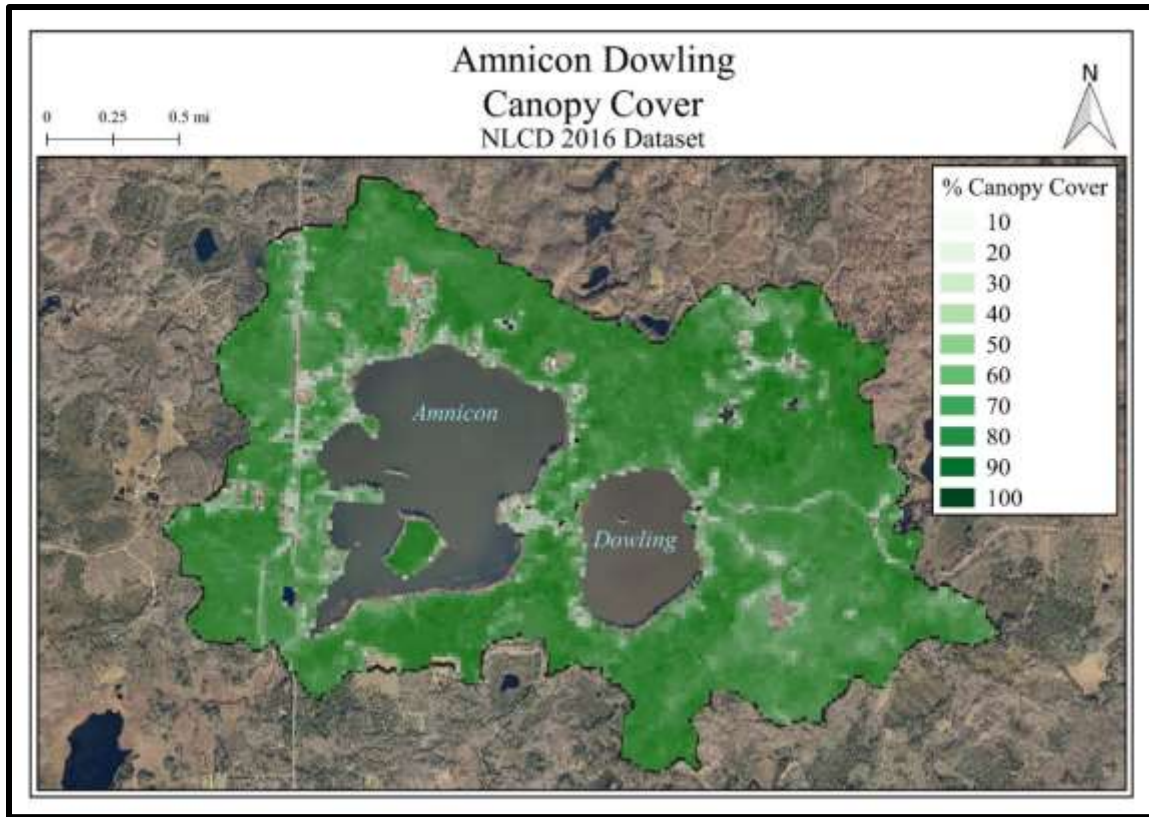 Amnicon Dowling
Canopy Cover
NLCD 2016 Dataset
0 0.25 0.5 mi
N
% Canopy Cover
10
20
30
40
50
60
70
80
90
100
Amnicon
Dowling